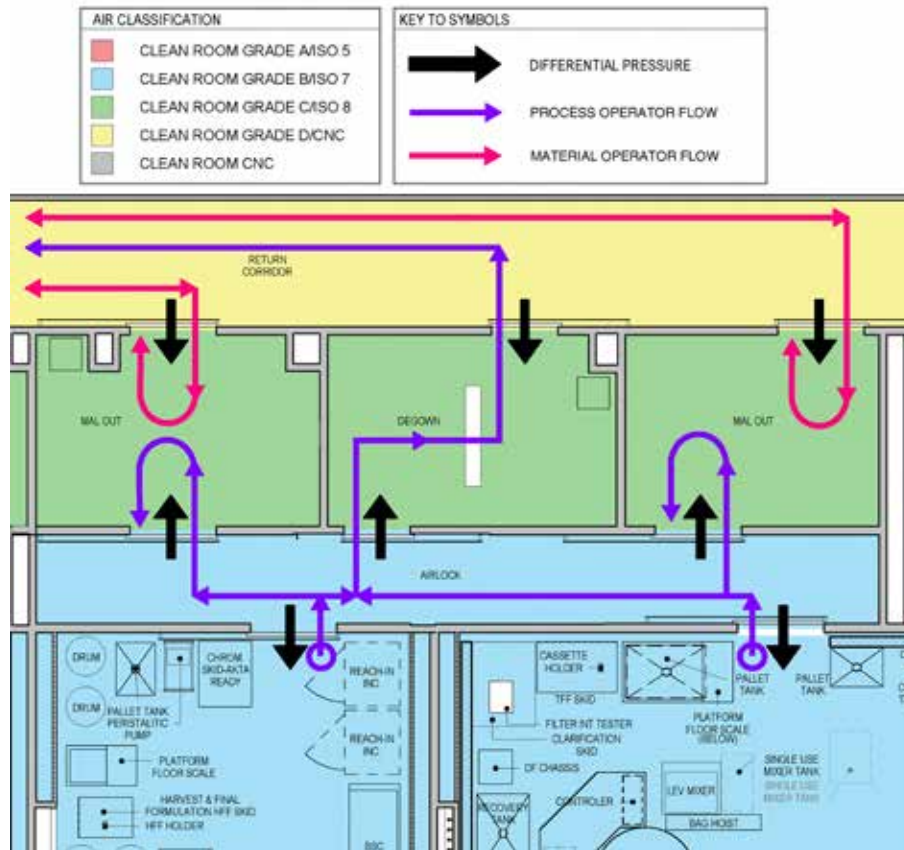 AIR CLASSIFICATION
CLEAN ROOM GRADE A/ISO 5
CLEAN ROOM GRADE B/ISO 7
CLEAN ROOM GRADE C/ISO 8
CLEAN ROOM GRADE D/CNC
CLEAN ROOM CNC
KEY TO SYMBOLS
DIFFERENTIAL PRESSURE
PROCESS OPERATOR FLOW
MATERIAL OPERATOR FLOW
RETURN
CORRIDOR
MAL OUT
DEGOWN
MAL OUT
AIRLOCK
DRUM
DRUM
CHROM.
SKID-AKTA
READY
PALLET TANK
PERISTALITIC
PUMP
PLATFORM
FLOOR SCALE
HARVEST & FINAL
FORMULATION HFF SKID
HFF HOLDER
REACH-IN
INC
REACH-IN
INC
BSC
CASSETTE
HOLDER
TFF SKID
FILTER INT TESTER
CLARIFICATION
SKID
CF CHASSIS
RECOVERY
TANK
CONTROLER
PALLET
TANK
PALLET
TANK
PLATFORM
FLOOR SCALE
(BELOW)
LEV MIXER
BAG HOIST
SINGLE USE
MIXER TANK
SINGLE USE
MIXER TANK